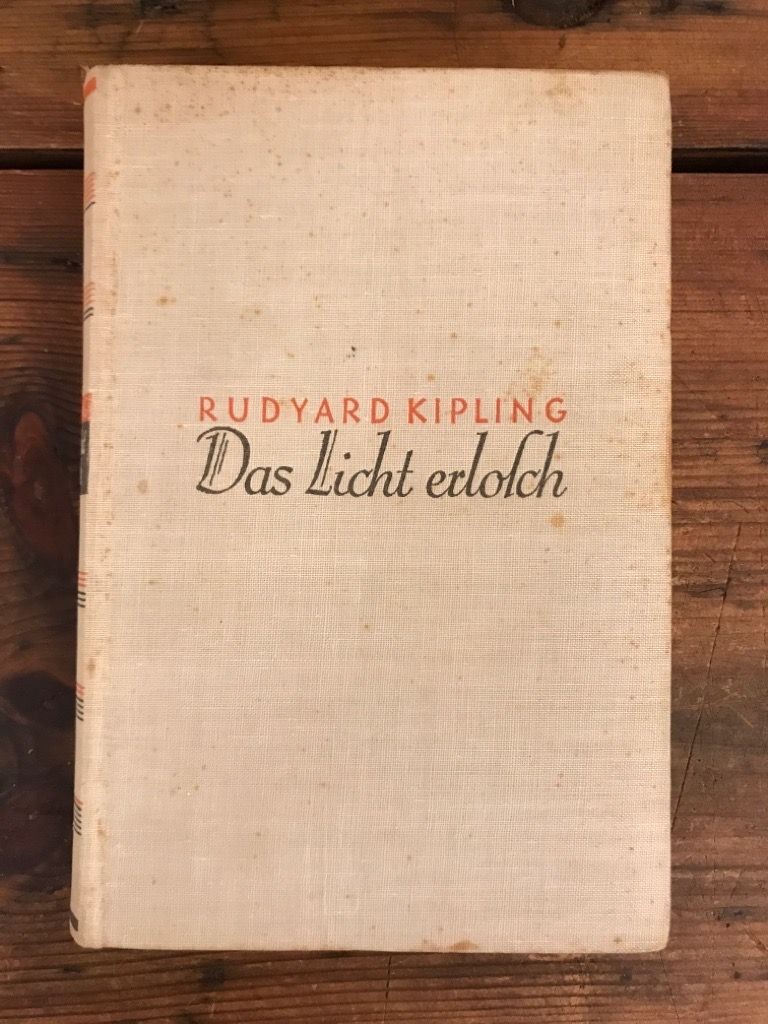 RUDYARD KIPLING
Das Licht erloſch